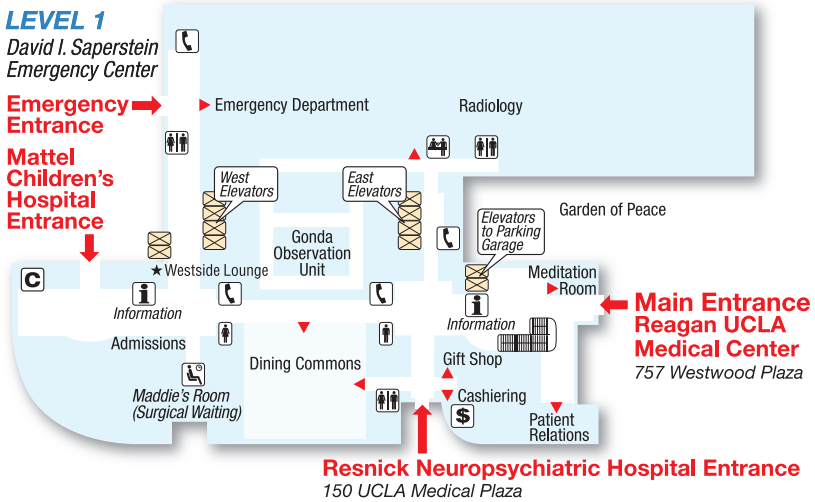 LEVEL 1
David I. Saperstein
Emergency Center
Emergency
Entrance
Emergency Department
Radiology
Mattel
Children's
Hospital
Entrance
West
Elevators
East
Elevators
Elevators
to Parking
Garage
Garden of Peace
Gonda
Observation
Unit
Westside Lounge
C
Information
Information
Meditation
Room
Main Entrance
Reagan UCLA
Medical Center
757 Westwood Plaza
Admissions
Dining Commons
Gift Shop
Maddie's Room
(Surgical Waiting)
Cashiering
$
Patient
Relations
Resnick Neuropsychiatric Hospital Entrance
150 UCLA Medical Plaza